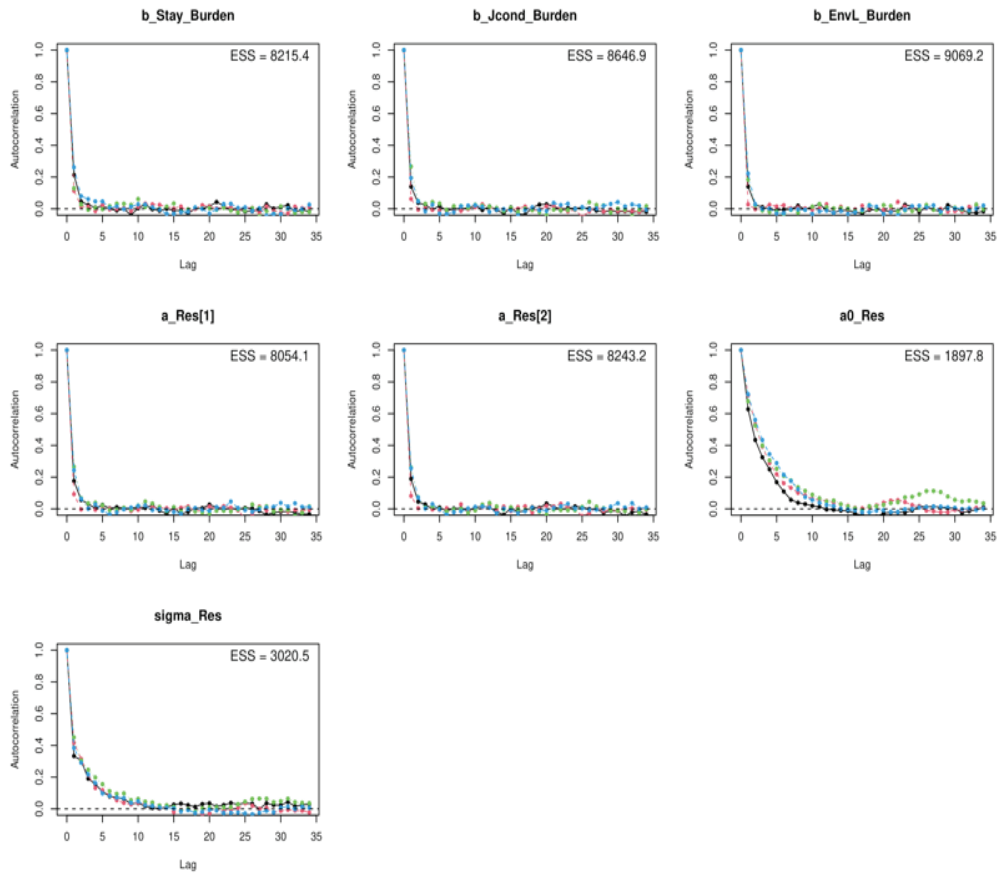 b_Stay_Burden
b_Jcond_Burden
b_EnvL_Burden
ESS = 8215.4
ESS = 8646.9
ESS = 9069.2
Autocorrelation
Autocorrelation
Autocorrelation
1.0
0.8
0.6
0.4
0.2
0.0
1.0
0.8
0.6
0.4
0.2
0.0
1.0
0.8
0.6
0.4
0.2
0.0
0 5 10 15 20 25 30 35
0 5 10 15 20 25 30 35
0 5 10 15 20 25 30 35
Lag
Lag
Lag
a_Res[1]
a_Res[2]
a0_Res
ESS = 8054.1
ESS = 8243.2
ESS = 1897.8
Autocorrelation
Autocorrelation
Autocorrelation
1.0
0.8
0.6
0.4
0.2
0.0
1.0
0.8
0.6
0.4
0.2
0.0
1.0
0.8
0.6
0.4
0.2
0.0
0 5 10 15 20 25 30 35
0 5 10 15 20 25 30 35
0 5 10 15 20 25 30 35
Lag
Lag
Lag
sigma_Res
ESS = 3020.5
Autocorrelation
1.0
0.8
0.6
0.4
0.2
0.0
0 5 10 15 20 25 30 35
Lag